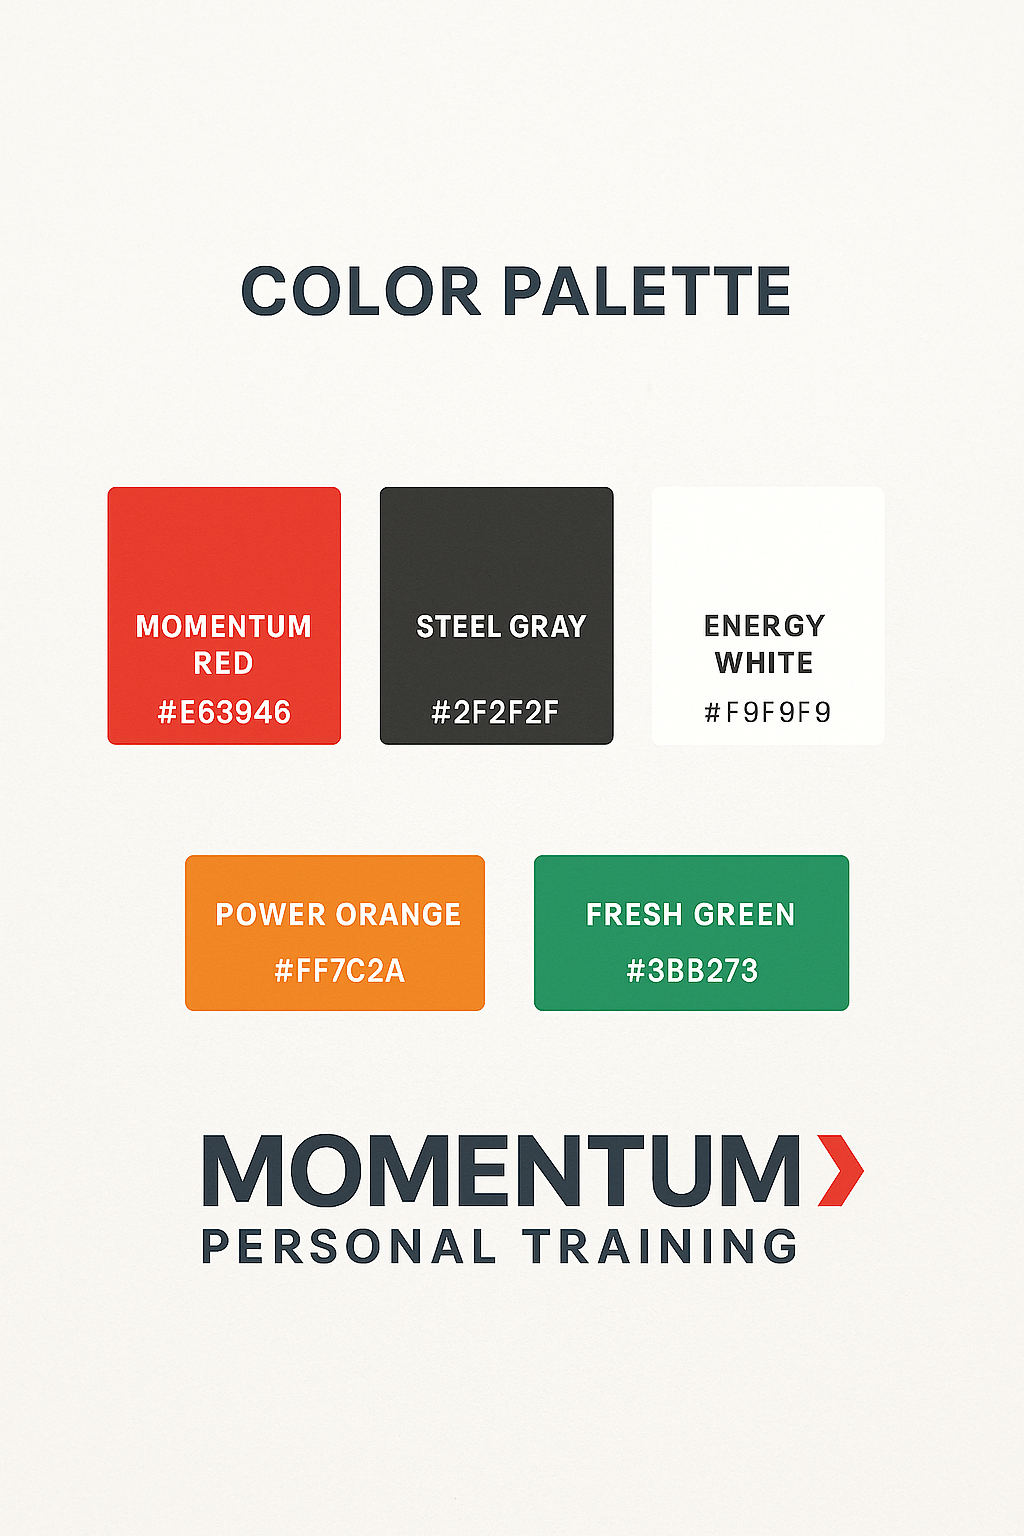 COLOR PALETTE
MOMENTUM
RED
#E63946
STEEL GRAY
#2F2F2F
ENERGY
WHITE
#F9F9F9
POWER ORANGE
#FF7C2A
FRESH GREEN
#3BB273
MOMENTUM
PERSONAL TRAINING